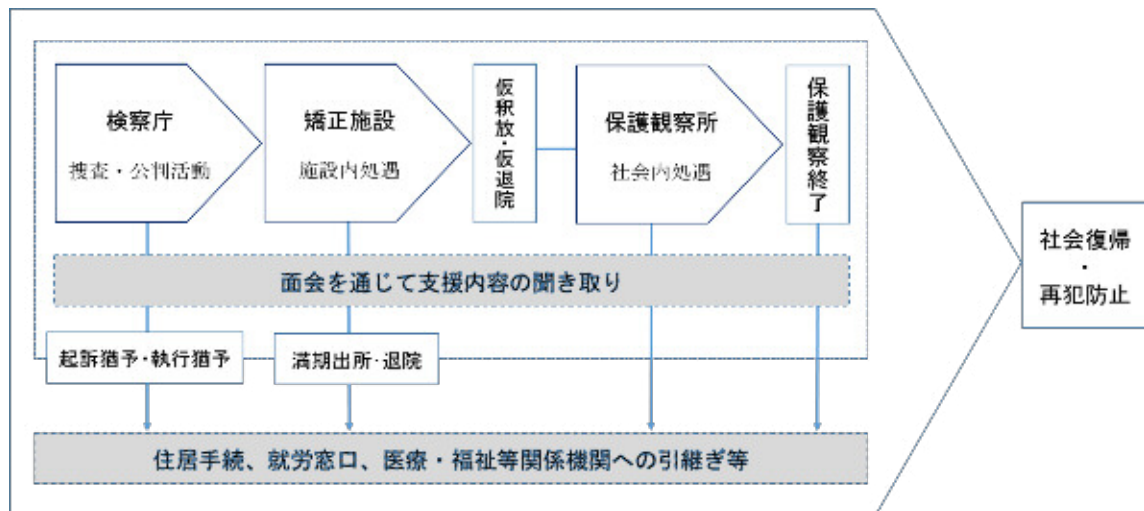 検察庁
捜査・公判活動
矯正施設
施設内処遇
仮釈放・仮退院
保護観察所
社会内処遇
保護観察終了
面会を通じて支援内容の聞き取り
起訴猶予・執行猶予
満期出所・退院
住居手続、就労窓口、医療・福祉等関係機関への引継ぎ等
社会復帰
・
再犯防止